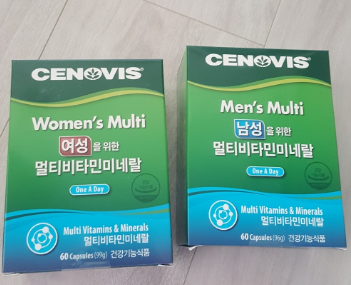 CENOVIS
Women's Multi
여성을 위한
멀티비타민미네랄
One A Day
Multi Vitamins & Minerals
멀티비타민미네랄
60 Capsules (99g) 건강기능식품
CENOVIS
Men's Multi
남성을 위한
멀티비타민미네랄
One A Day
Multi Vitamins & Minerals
멀티비타민미네랄
60 Capsules (96g) 건강기능식품